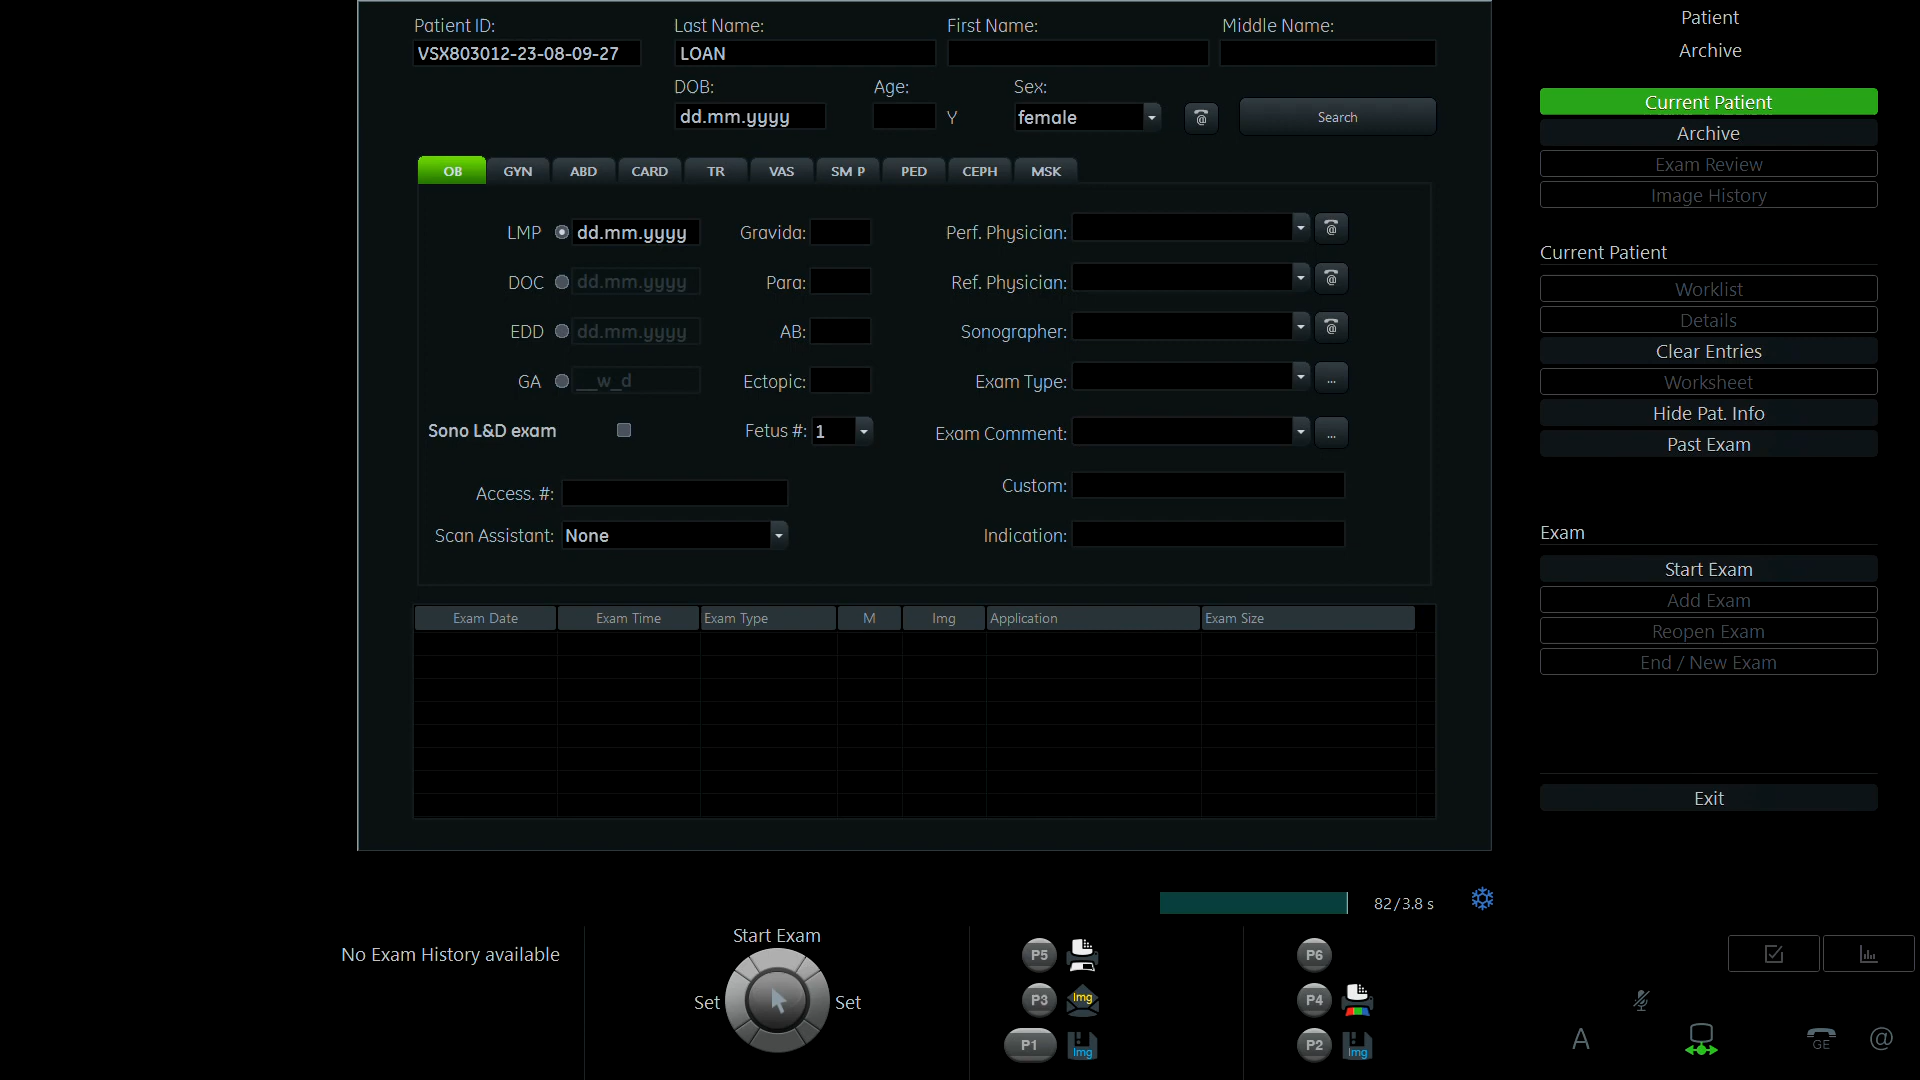 Patient ID: Last Name: First Name: Middle Name:
VSX803012-23-08-09-27 LOAN
DOB: Age: Sex:
dd.mm.yyyy Y female @ Search
OB GYN ABD CARD TR VAS SM P PED CEPH MSK
LMP dd.mm.yyyy Gravida: Perf. Physician: @
DOC dd.mm.yyyy Para: Ref. Physician: @
EDD dd.mm.yyyy AB: Sonographer: @
GA __w_d Ectopic: Exam Type: ...
Sono L&D exam Fetus #: 1 Exam Comment: ...
Access. #: Custom:
Scan Assistant: None Indication:
Exam Date Exam Time Exam Type M Img Application Exam Size
Patient
Archive
Current Patient
Archive
Exam Review
Image History
Current Patient
Worklist
Details
Clear Entries
Worksheet
Hide Pat. Info
Past Exam
Exam
Start Exam
Add Exam
Reopen Exam
End / New Exam
Exit
82/3.8 s
No Exam History available
Start Exam
Set Set
P5 P6
P3 Img P4
P1 Img P2 Img
A GE @